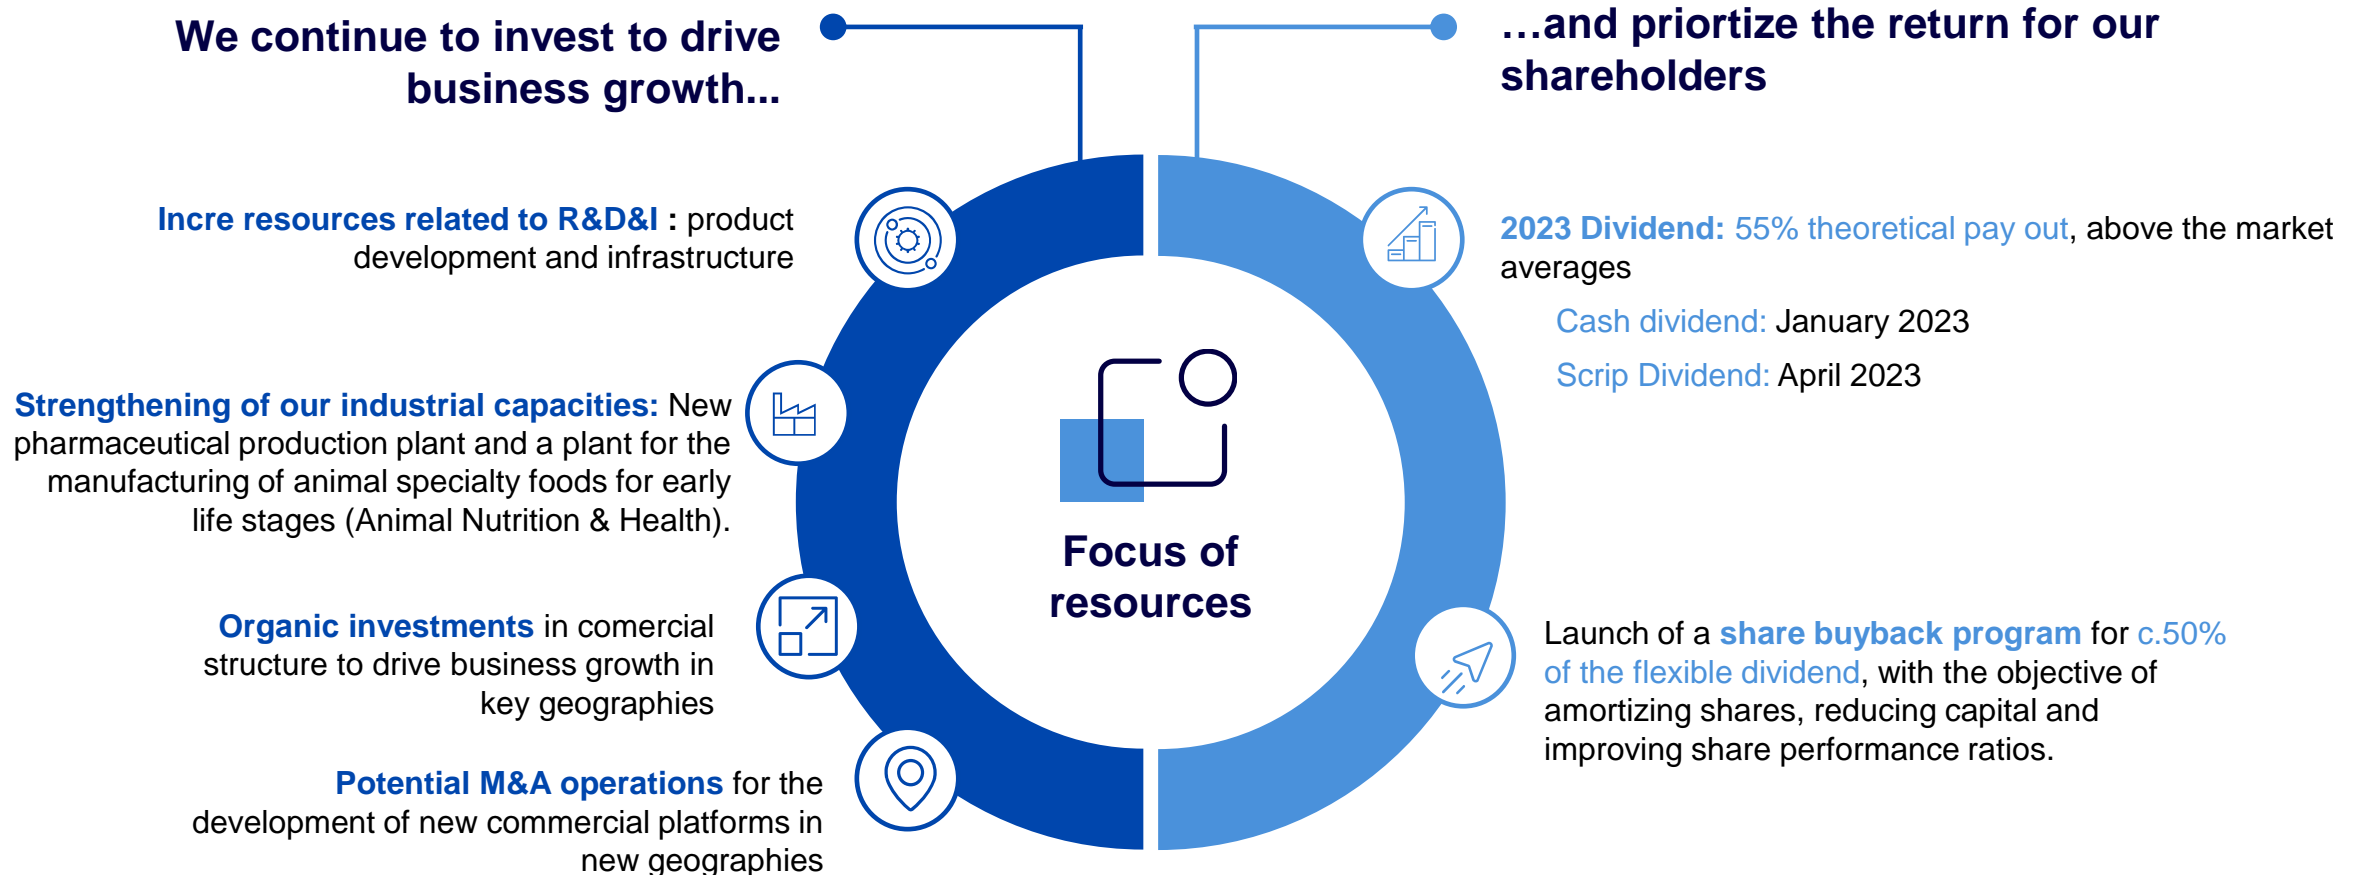 We continue to invest to drive
business growth...
Incre resources related to R&D&I : product
development and infrastructure
Strengthening of our industrial capacities: New
pharmaceutical production plant and a plant for the
manufacturing of animal specialty foods for early
life stages (Animal Nutrition & Health).
Organic investments in comercial
structure to drive business growth in
key geographies
Potential M&A operations for the
development of new commercial platforms in
new geographies
Focus of
resources
…and priortize the return for our
shareholders
2023 Dividend: 55% theoretical pay out, above the market
averages
Cash dividend: January 2023
Scrip Dividend: April 2023
Launch of a share buyback program for c.50%
of the flexible dividend, with the objective of
amortizing shares, reducing capital and
improving share performance ratios.